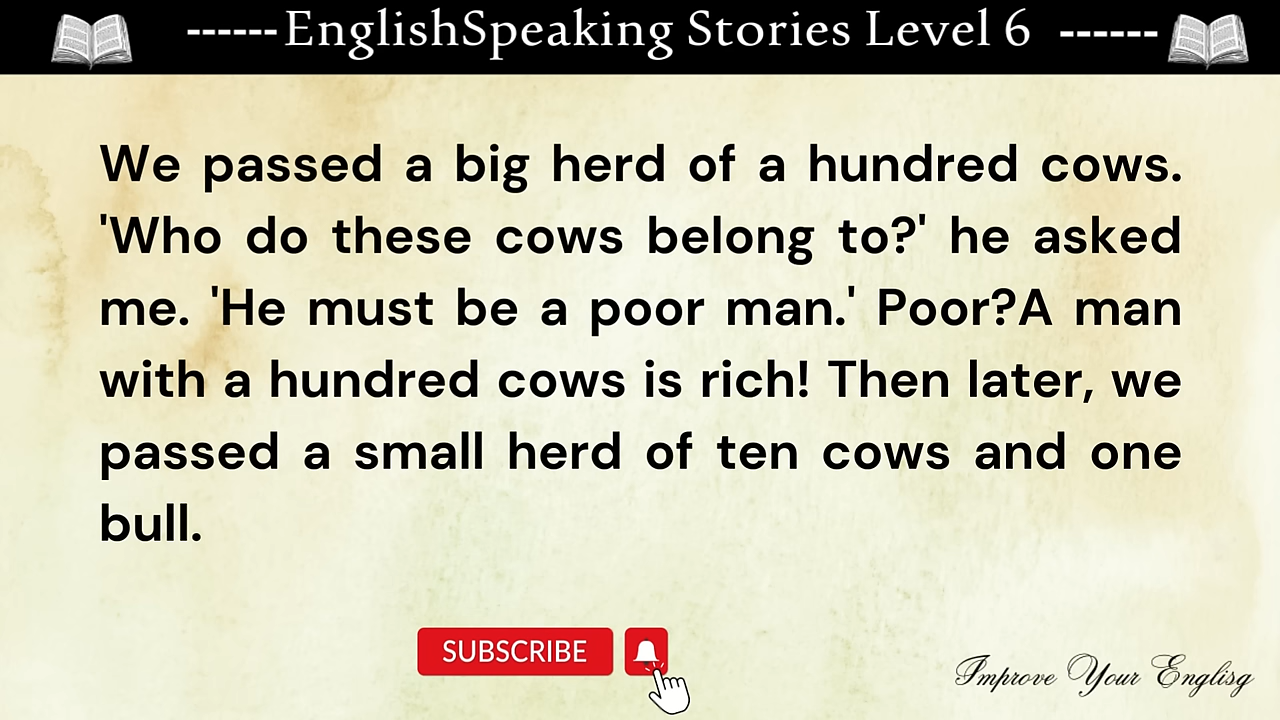 ------EnglishSpeaking Stories Level 6 ------
We passed a big herd of a hundred cows.
'Who do these cows belong to?' he asked
me. 'He must be a poor man.' Poor?A man
with a hundred cows is rich! Then later, we
passed a small herd of ten cows and one
bull.
SUBSCRIBE
Improve Your Englisg